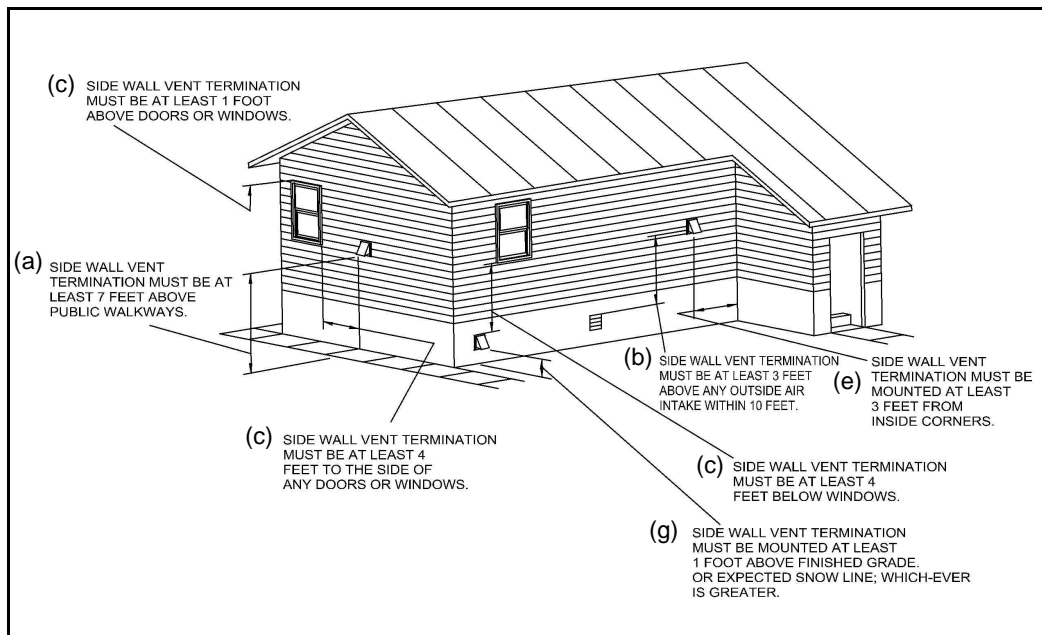 (c) SIDE WALL VENT TERMINATION
MUST BE AT LEAST 1 FOOT
ABOVE DOORS OR WINDOWS.
(a) SIDE WALL VENT
TERMINATION MUST BE AT
LEAST 7 FEET ABOVE
PUBLIC WALKWAYS.
(b) SIDE WALL VENT TERMINATION
MUST BE AT LEAST 3 FEET
ABOVE ANY OUTSIDE AIR
INTAKE WITHIN 10 FEET.
(e) SIDE WALL VENT
TERMINATION MUST BE
MOUNTED AT LEAST
3 FEET FROM
INSIDE CORNERS.
(c) SIDE WALL VENT TERMINATION
MUST BE AT LEAST 4
FEET TO THE SIDE OF
ANY DOORS OR WINDOWS.
(c) SIDE WALL VENT TERMINATION
MUST BE AT LEAST 4
FEET BELOW WINDOWS.
(g) SIDE WALL VENT TERMINATION
MUST BE MOUNTED AT LEAST
1 FOOT ABOVE FINISHED GRADE.
OR EXPECTED SNOW LINE; WHICH-EVER
IS GREATER.